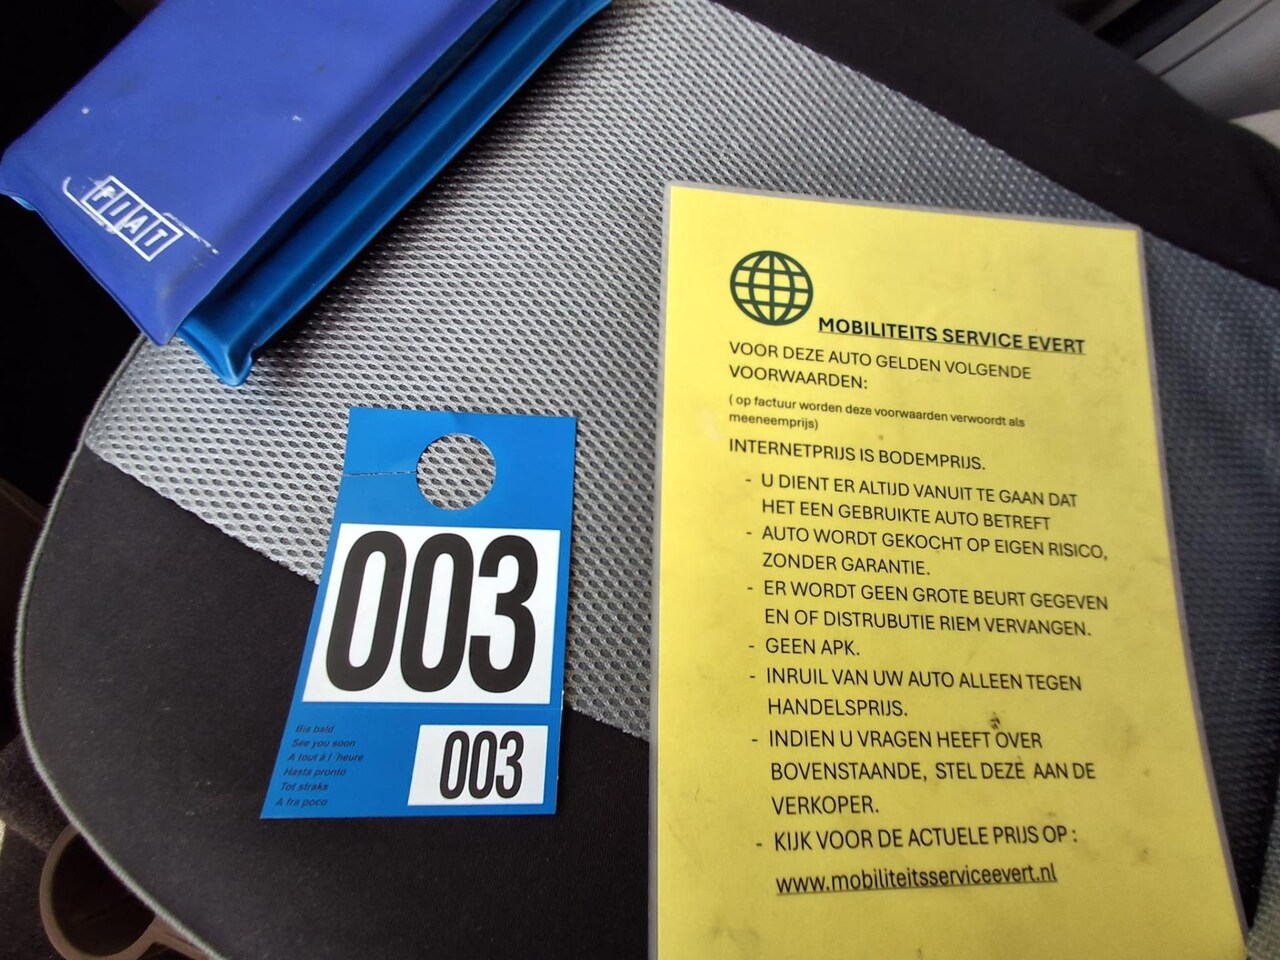 FIAT
003
Bis bald
See you soon
A tout à l' heure
Hasta pronto
Tot straks
A fra poco
003
MOBILITEITS SERVICE EVERT
VOOR DEZE AUTO GELDEN VOLGENDE
VOORWAARDEN:
( op factuur worden deze voorwaarden verwoordt als
meeneemprijs)
INTERNETPRIJS IS BODEMPRIJS.
- U DIENT ER ALTIJD VANUIT TE GAAN DAT
HET EEN GEBRUIKTE AUTO BETREFT
- AUTO WORDT GEKOCHT OP EIGEN RISICO,
ZONDER GARANTIE.
- ER WORDT GEEN GROTE BEURT GEGEVEN
EN OF DISTRUBUTIE RIEM VERVANGEN.
- GEEN APK.
- INRUIL VAN UW AUTO ALLEEN TEGEN
HANDELSPRIJS.
- INDIEN U VRAGEN HEEFT OVER
BOVENSTAANDE, STEL DEZE AAN DE
VERKOPER.
- KIJK VOOR DE ACTUELE PRIJS OP :
www.mobiliteitsserviceevert.nl